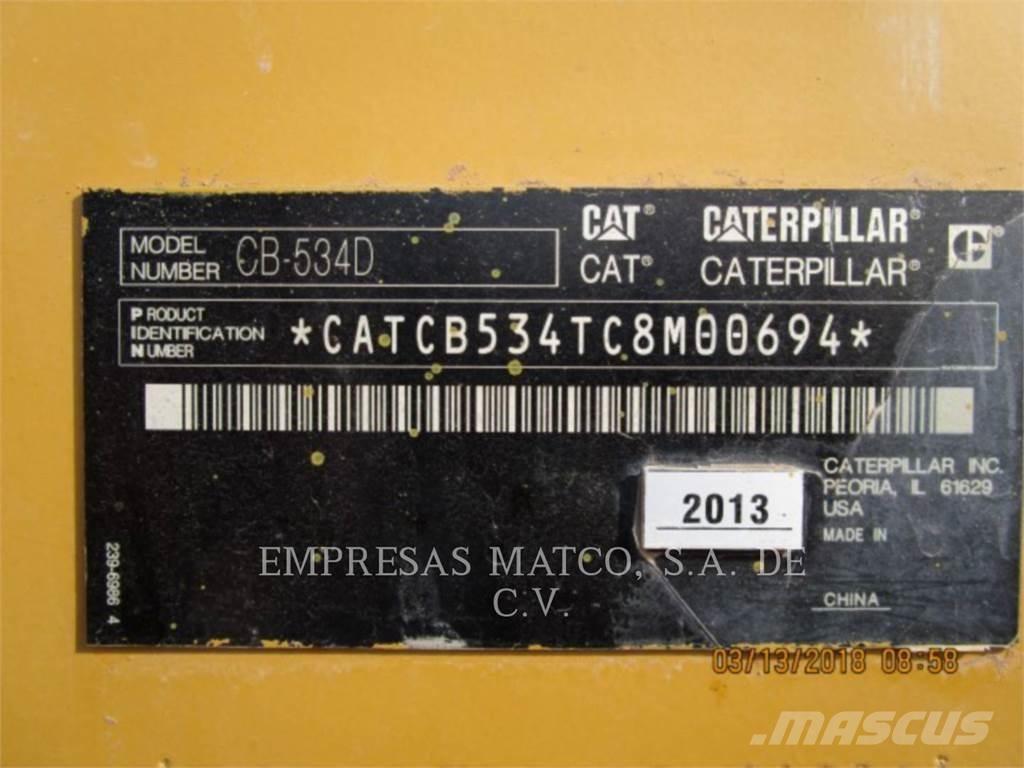 CAT® CATERPILLAR®
CAT® CATERPILLAR®
MODEL
NUMBER CB-534D
PRODUCT
IDENTIFICATION
NUMBER
*CATCB534TC8M00694*
CATERPILLAR INC.
PEORIA, IL 61629
USA
MADE IN
2013
CHINA
239-6986 4
EMPRESAS MATCO, S.A. DE
C.V.
03/13/2018 08:58
MASCUS